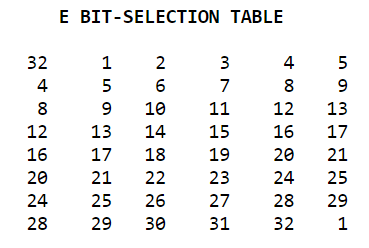 E BIT-SELECTION TABLE
32 1 2 3 4 5
4 5 6 7 8 9
8 9 10 11 12 13
12 13 14 15 16 17
16 17 18 19 20 21
20 21 22 23 24 25
24 25 26 27 28 29
28 29 30 31 32 1